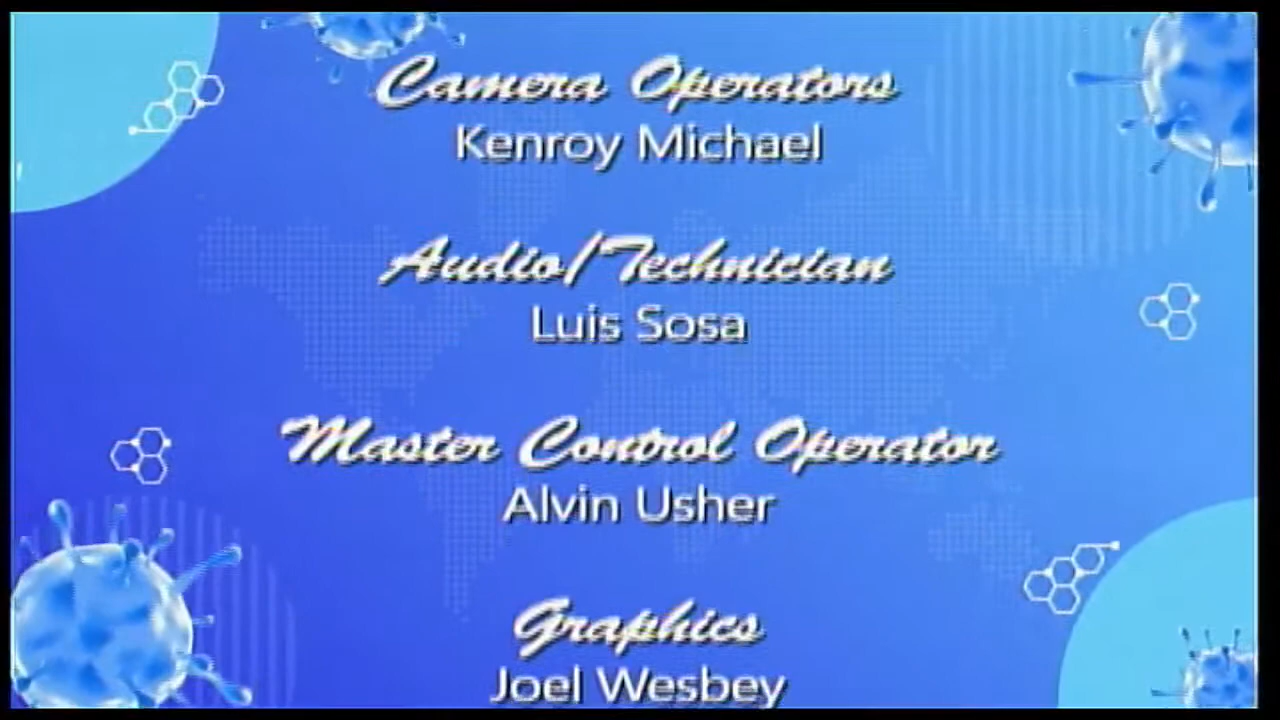 Camera Operators
Kenroy Michael
Audio/Technician
Luis Sosa
Master Control Operator
Alvin Usher
Graphics
Joel Wesbey